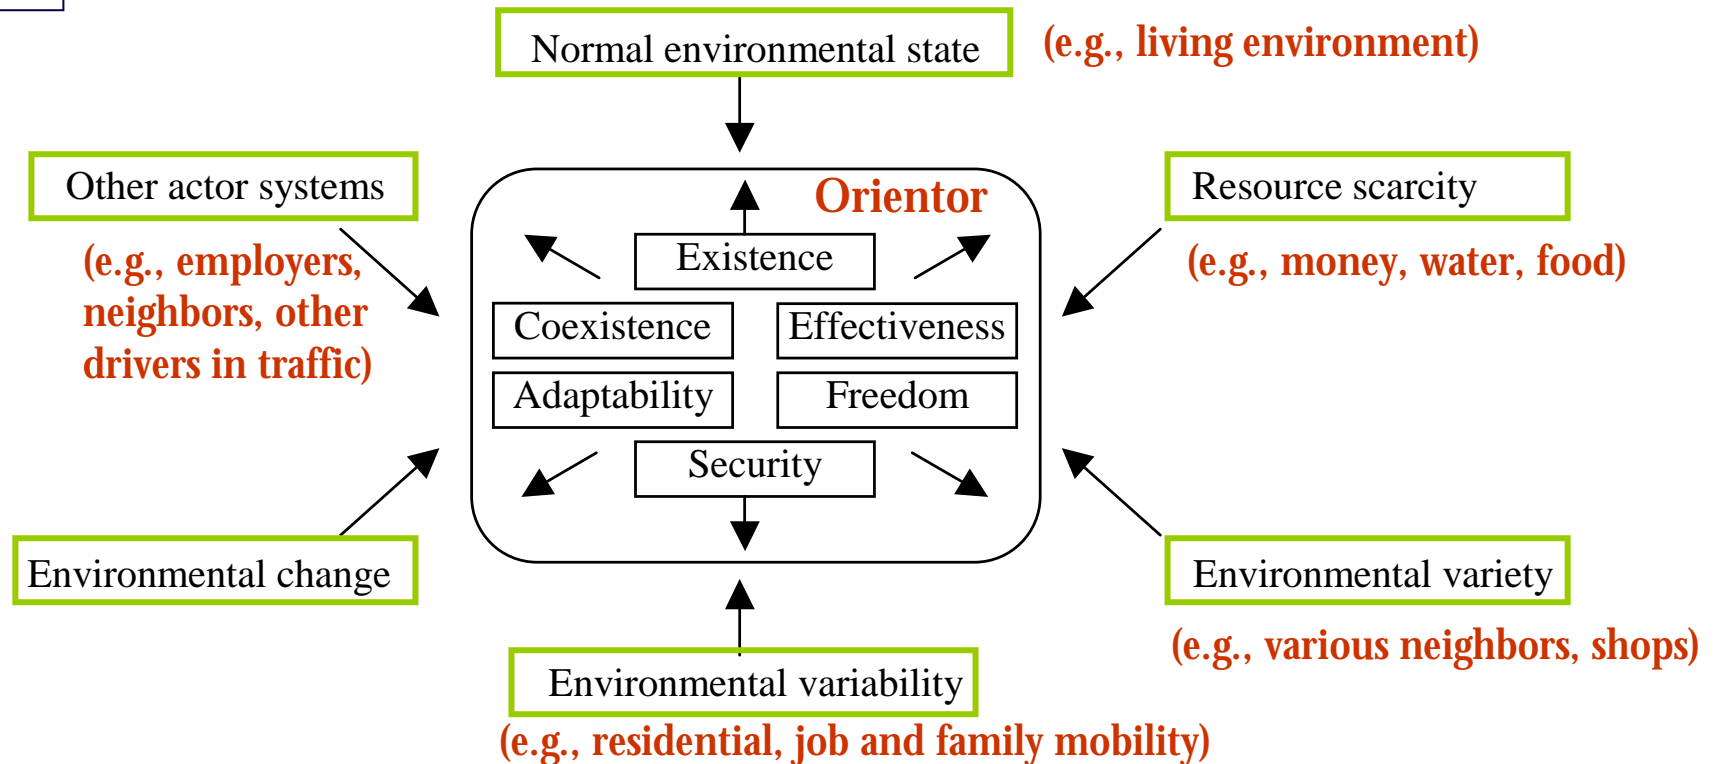 Normal environmental state
(e.g., living environment)
Other actor systems
(e.g., employers,
neighbors, other
drivers in traffic)
Orientor
Existence
Coexistence
Effectiveness
Adaptability
Freedom
Security
Resource scarcity
(e.g., money, water, food)
Environmental change
Environmental variety
(e.g., various neighbors, shops)
Environmental variability
(e.g., residential, job and family mobility)